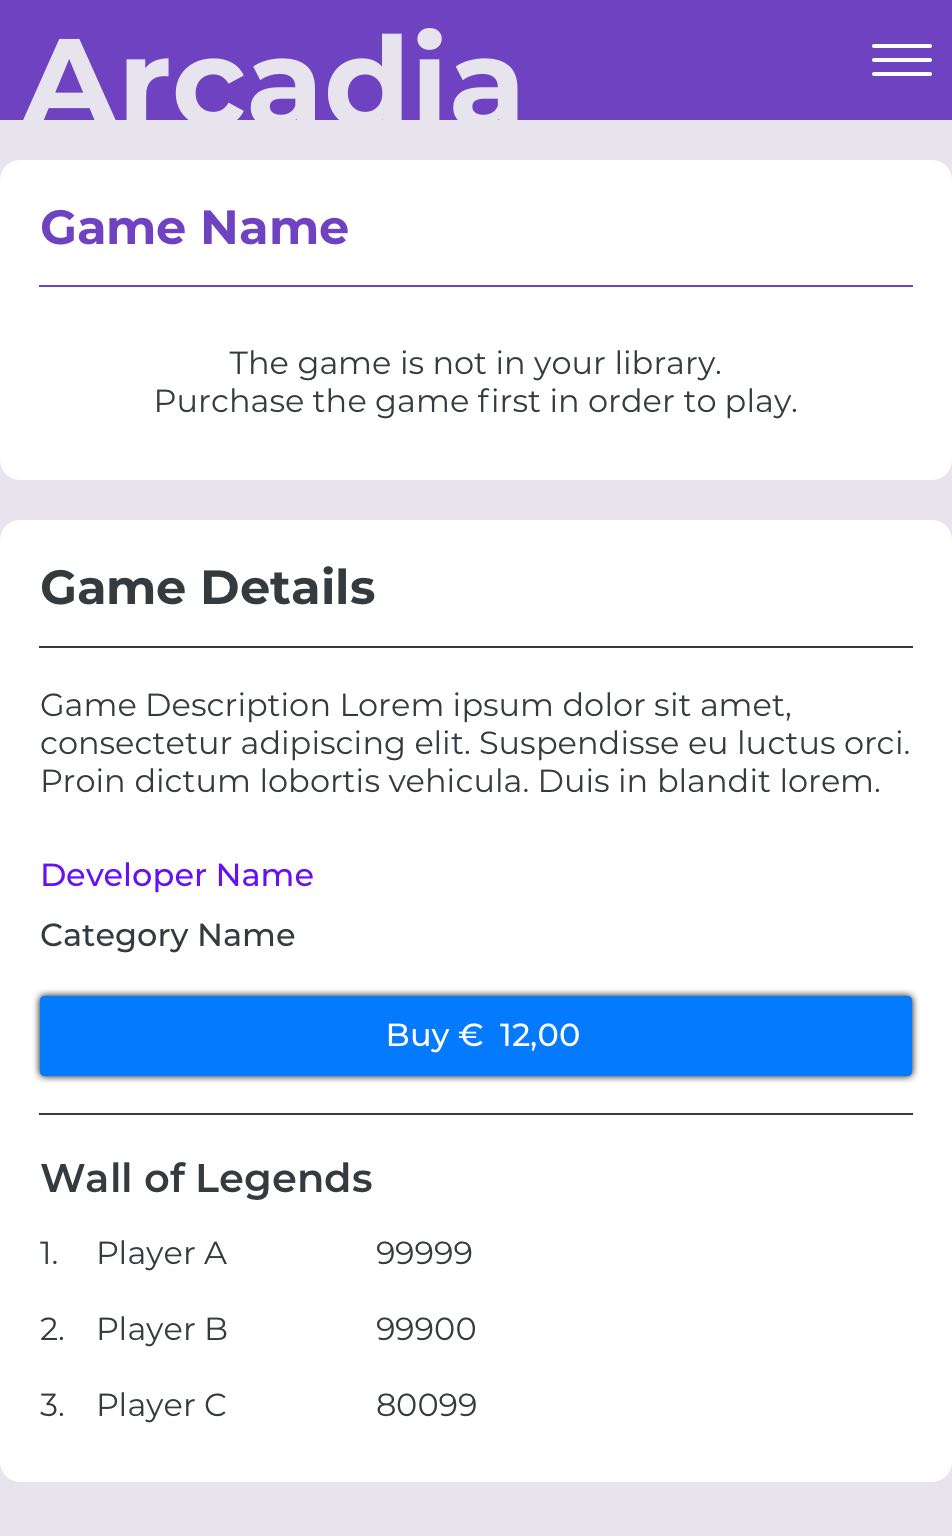 Arcadia
Game Name
The game is not in your library.
Purchase the game first in order to play.
Game Details
Game Description Lorem ipsum dolor sit amet,
consectetur adipiscing elit. Suspendisse eu luctus orci.
Proin dictum lobortis vehicula. Duis in blandit lorem.
Developer Name
Category Name
Buy € 12,00
Wall of Legends
1. Player A 99999
2. Player B 99900
3. Player C 80099